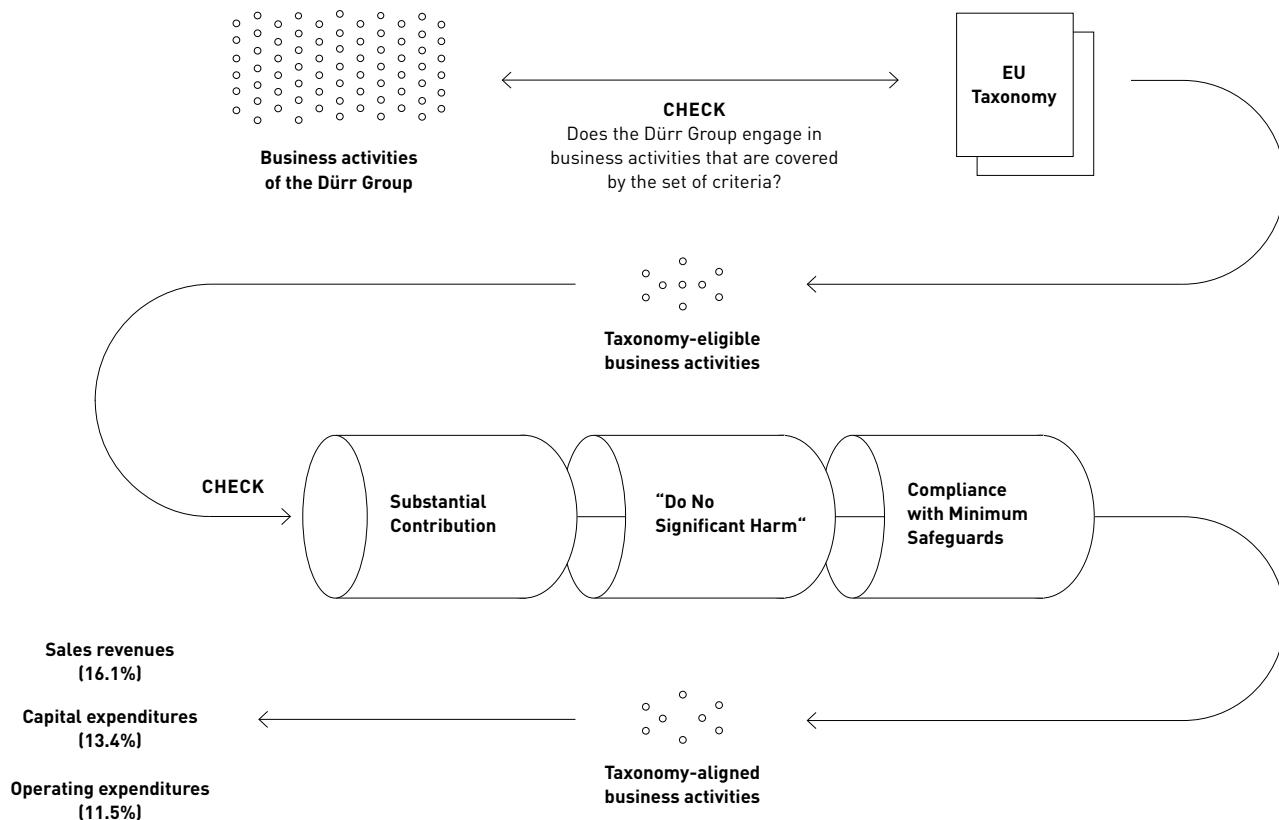 Business activities
of the Dürr Group
CHECK
Does the Dürr Group engage in
business activities that are covered
by the set of criteria?
EU
Taxonomy
Taxonomy-eligible
business activities
CHECK
Substantial
Contribution
“Do No
Significant Harm“
Compliance
with Minimum
Safeguards
Sales revenues
(16.1%)
Capital expenditures
(13.4%)
Operating expenditures
(11.5%)
Taxonomy-aligned
business activities